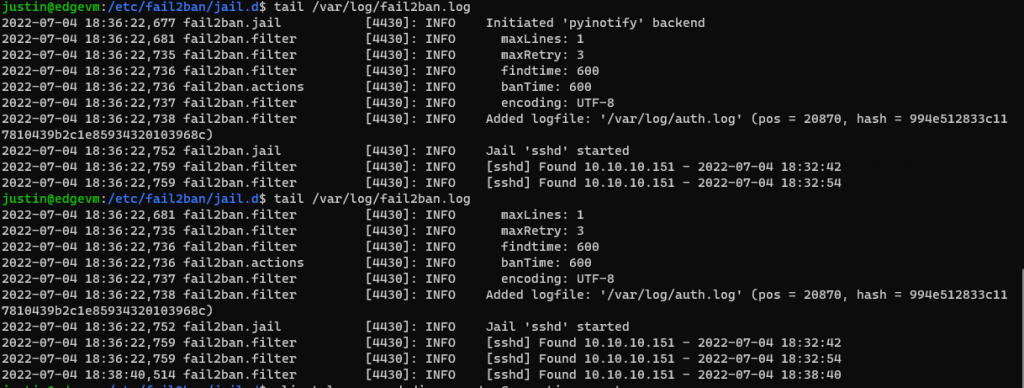 justin@edgevm:/etc/fail2ban/jail.d$ tail /var/log/fail2ban.log
2022-07-04 18:36:22,677 fail2ban.jail           [4430]: INFO    Initiated 'pyinotify' backend
2022-07-04 18:36:22,681 fail2ban.filter         [4430]: INFO      maxLines: 1
2022-07-04 18:36:22,735 fail2ban.filter         [4430]: INFO      maxRetry: 3
2022-07-04 18:36:22,736 fail2ban.filter         [4430]: INFO      findtime: 600
2022-07-04 18:36:22,736 fail2ban.actions        [4430]: INFO      banTime: 600
2022-07-04 18:36:22,737 fail2ban.filter         [4430]: INFO      encoding: UTF-8
2022-07-04 18:36:22,738 fail2ban.filter         [4430]: INFO    Added logfile: '/var/log/auth.log' (pos = 20870, hash = 994e512833c11
7810439b2c1e85934320103968c)
2022-07-04 18:36:22,752 fail2ban.jail           [4430]: INFO    Jail 'sshd' started
2022-07-04 18:36:22,759 fail2ban.filter         [4430]: INFO    [sshd] Found 10.10.10.151 - 2022-07-04 18:32:42
2022-07-04 18:36:22,759 fail2ban.filter         [4430]: INFO    [sshd] Found 10.10.10.151 - 2022-07-04 18:32:54
justin@edgevm:/etc/fail2ban/jail.d$ tail /var/log/fail2ban.log
2022-07-04 18:36:22,681 fail2ban.filter         [4430]: INFO      maxLines: 1
2022-07-04 18:36:22,735 fail2ban.filter         [4430]: INFO      maxRetry: 3
2022-07-04 18:36:22,736 fail2ban.filter         [4430]: INFO      findtime: 600
2022-07-04 18:36:22,736 fail2ban.actions        [4430]: INFO      banTime: 600
2022-07-04 18:36:22,737 fail2ban.filter         [4430]: INFO      encoding: UTF-8
2022-07-04 18:36:22,738 fail2ban.filter         [4430]: INFO    Added logfile: '/var/log/auth.log' (pos = 20870, hash = 994e512833c11
7810439b2c1e85934320103968c)
2022-07-04 18:36:22,752 fail2ban.jail           [4430]: INFO    Jail 'sshd' started
2022-07-04 18:36:22,759 fail2ban.filter         [4430]: INFO    [sshd] Found 10.10.10.151 - 2022-07-04 18:32:42
2022-07-04 18:36:22,759 fail2ban.filter         [4430]: INFO    [sshd] Found 10.10.10.151 - 2022-07-04 18:32:54
2022-07-04 18:38:40,514 fail2ban.filter         [4430]: INFO    [sshd] Found 10.10.10.151 - 2022-07-04 18:38:40